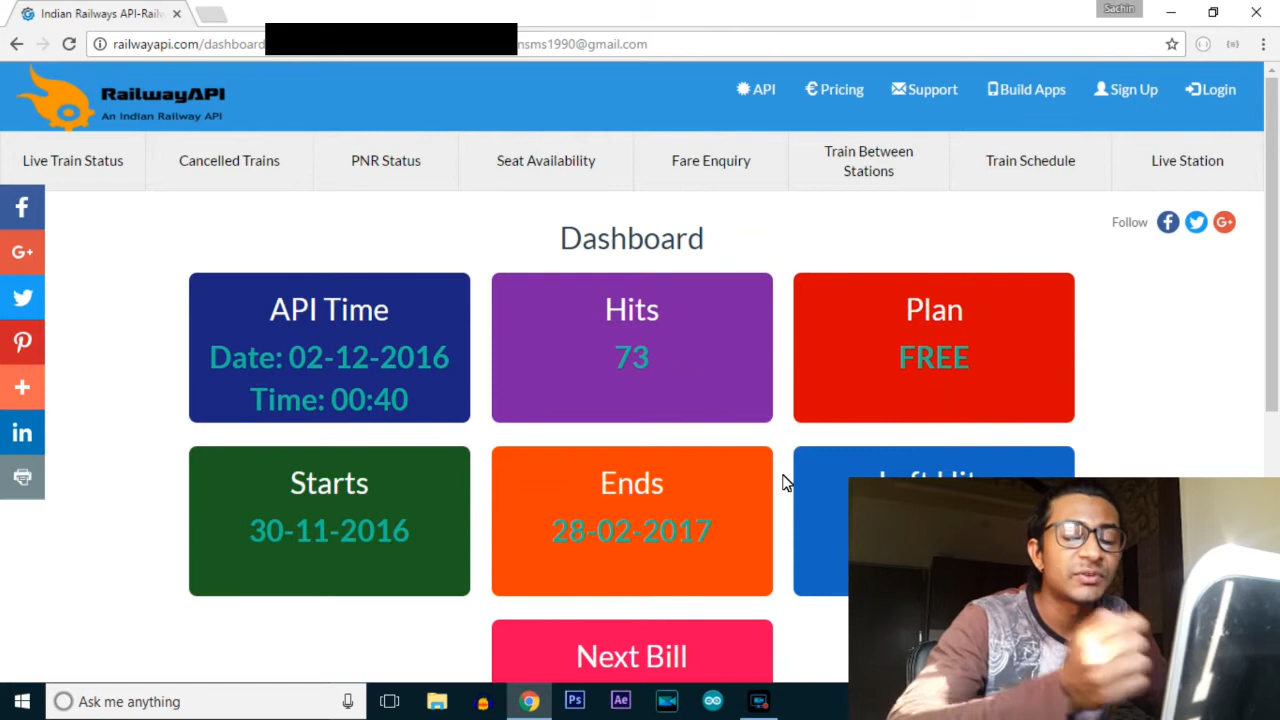 Indian Railways API-Rail
Sachin
railwayapi.com/dashboard
nsms1990@gmail.com
RailwayAPI
An Indian Railway API
API
Pricing
Support
Build Apps
Sign Up
Login
Live Train Status
Cancelled Trains
PNR Status
Seat Availability
Fare Enquiry
Train Between
Stations
Train Schedule
Live Station
Follow
Dashboard
API Time
Date: 02-12-2016
Time: 00:40
Hits
73
Plan
FREE
Starts
30-11-2016
Ends
28-02-2017
Next Bill
Ask me anything
Ps
Ae